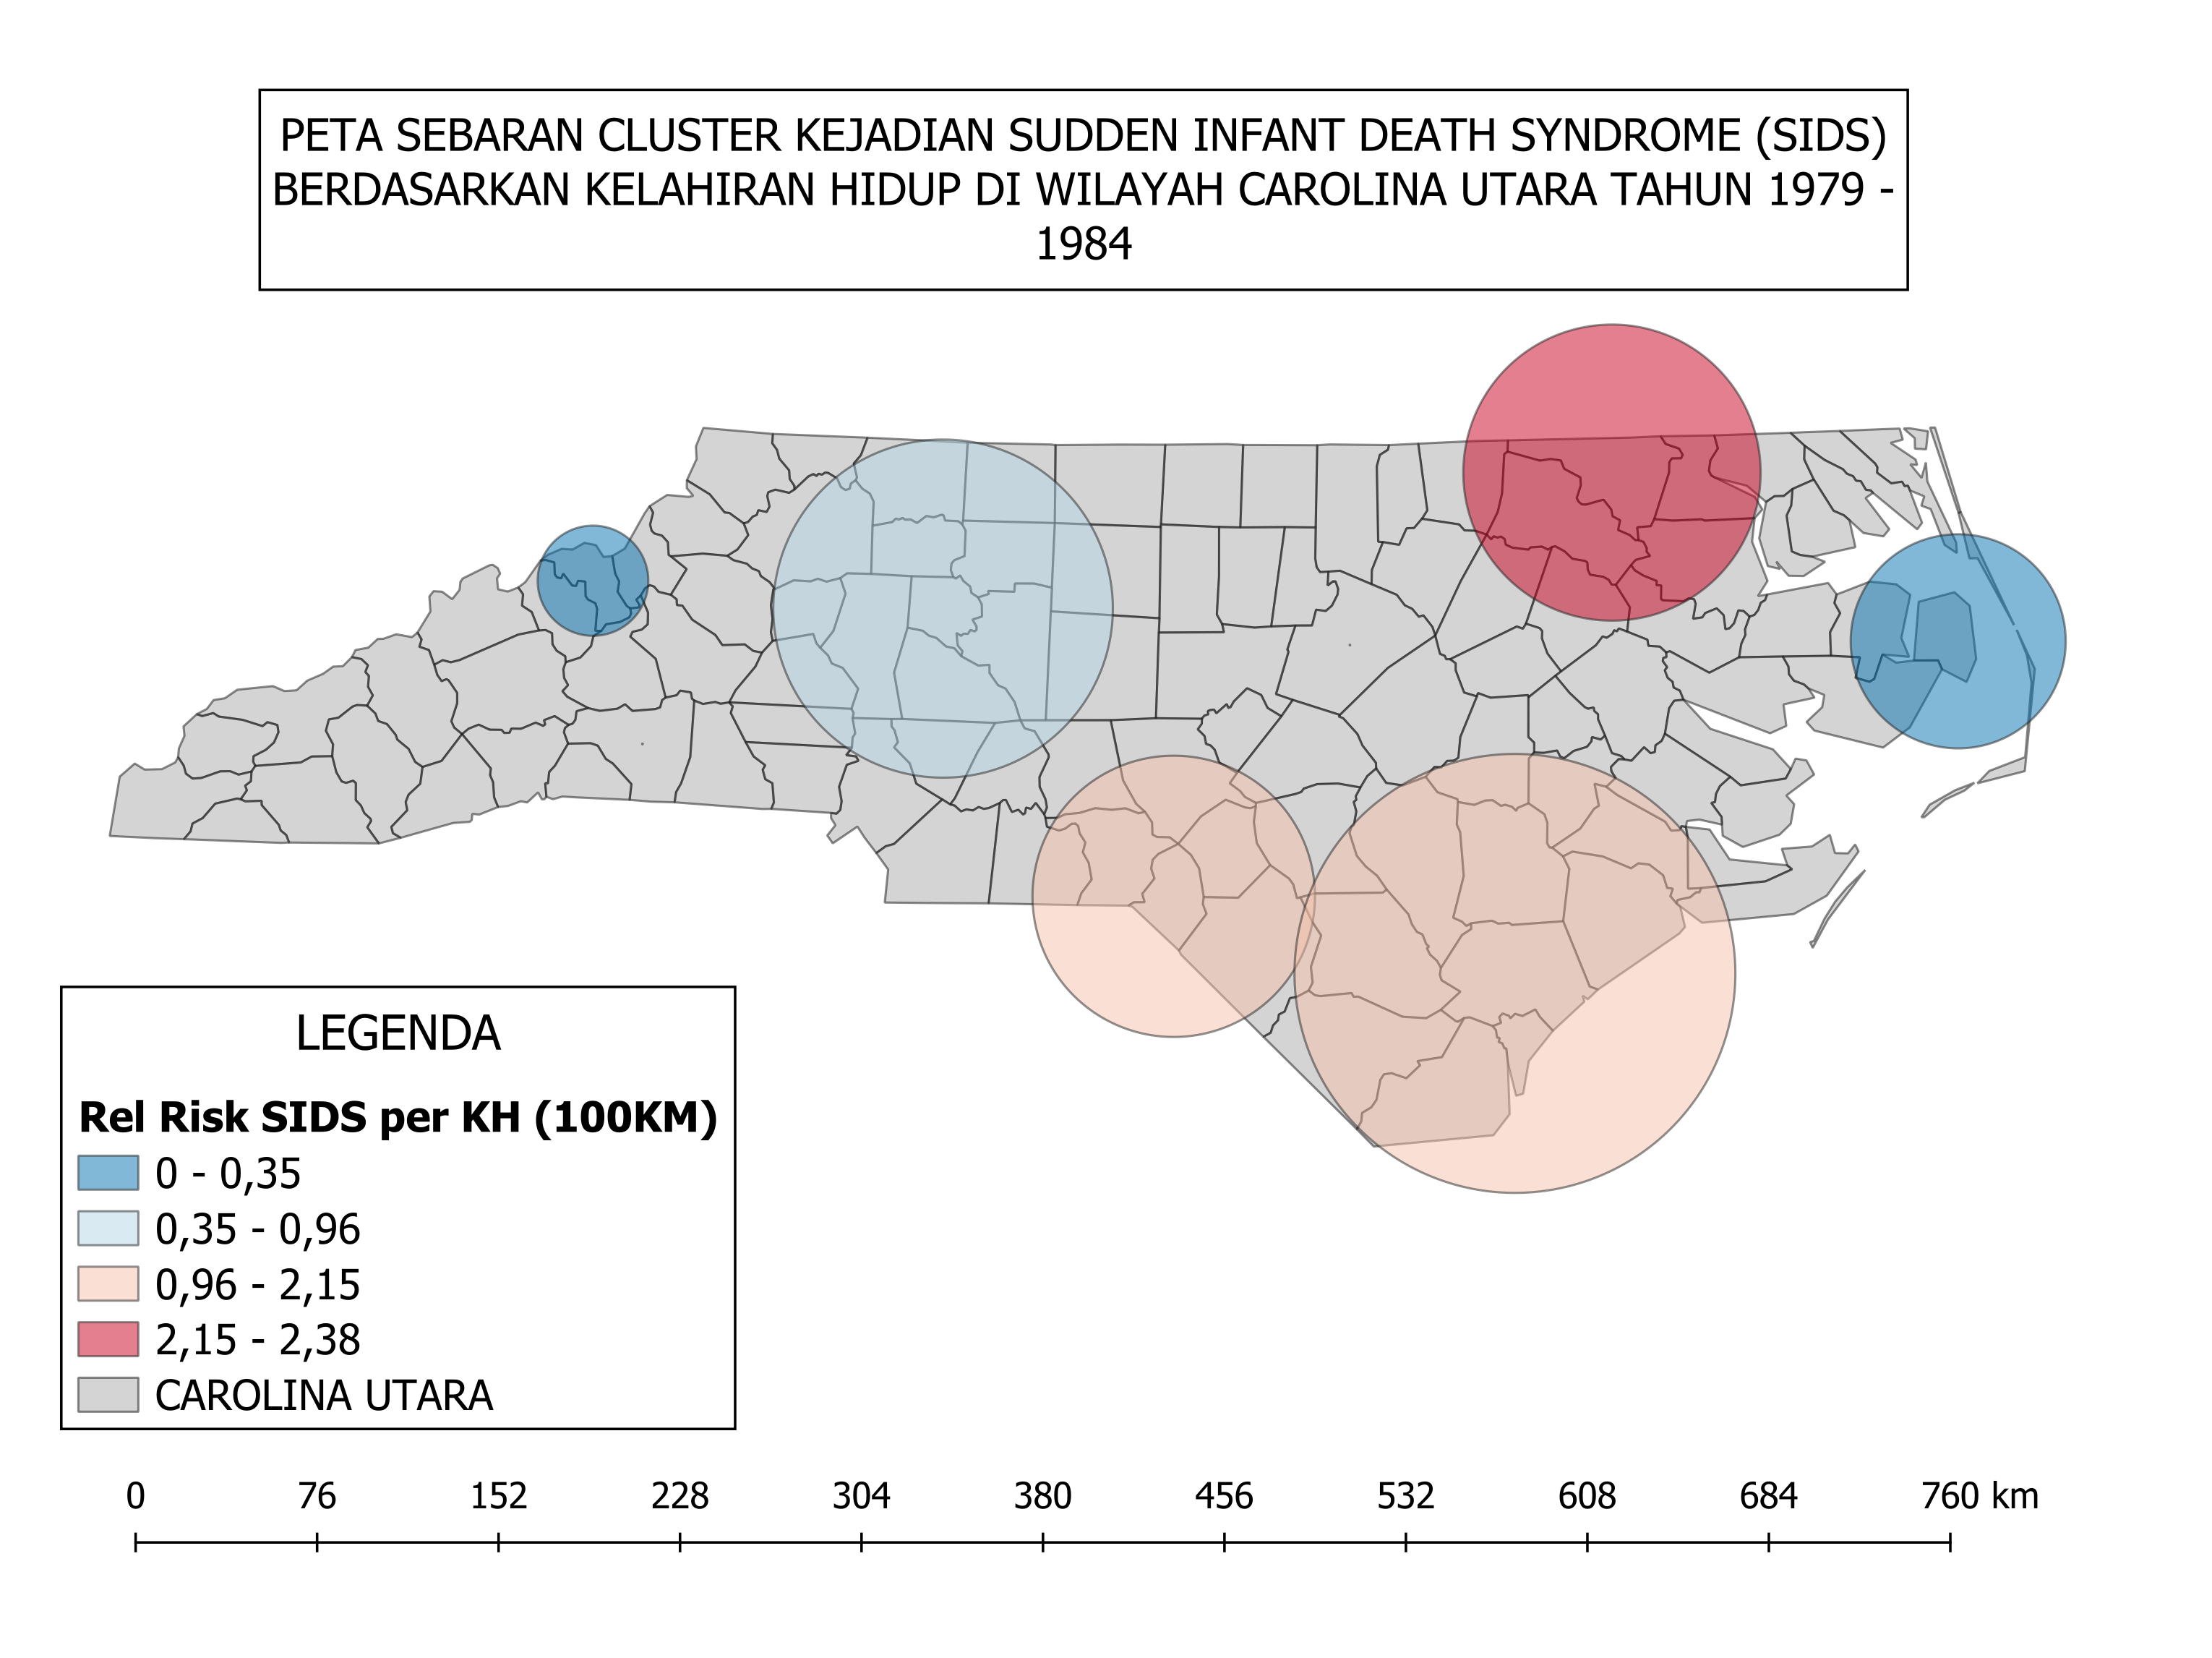 PETA SEBARAN CLUSTER KEJADIAN SUDDEN INFANT DEATH SYNDROME (SIDS)
BERDASARKAN KELAHIRAN HIDUP DI WILAYAH CAROLINA UTARA TAHUN 1979 -
1984
LEGENDA
Rel Risk SIDS per KH (100KM)
0 - 0,35
0,35 - 0,96
0,96 - 2,15
2,15 - 2,38
CAROLINA UTARA
0 76 152 228 304 380 456 532 608 684 760 km